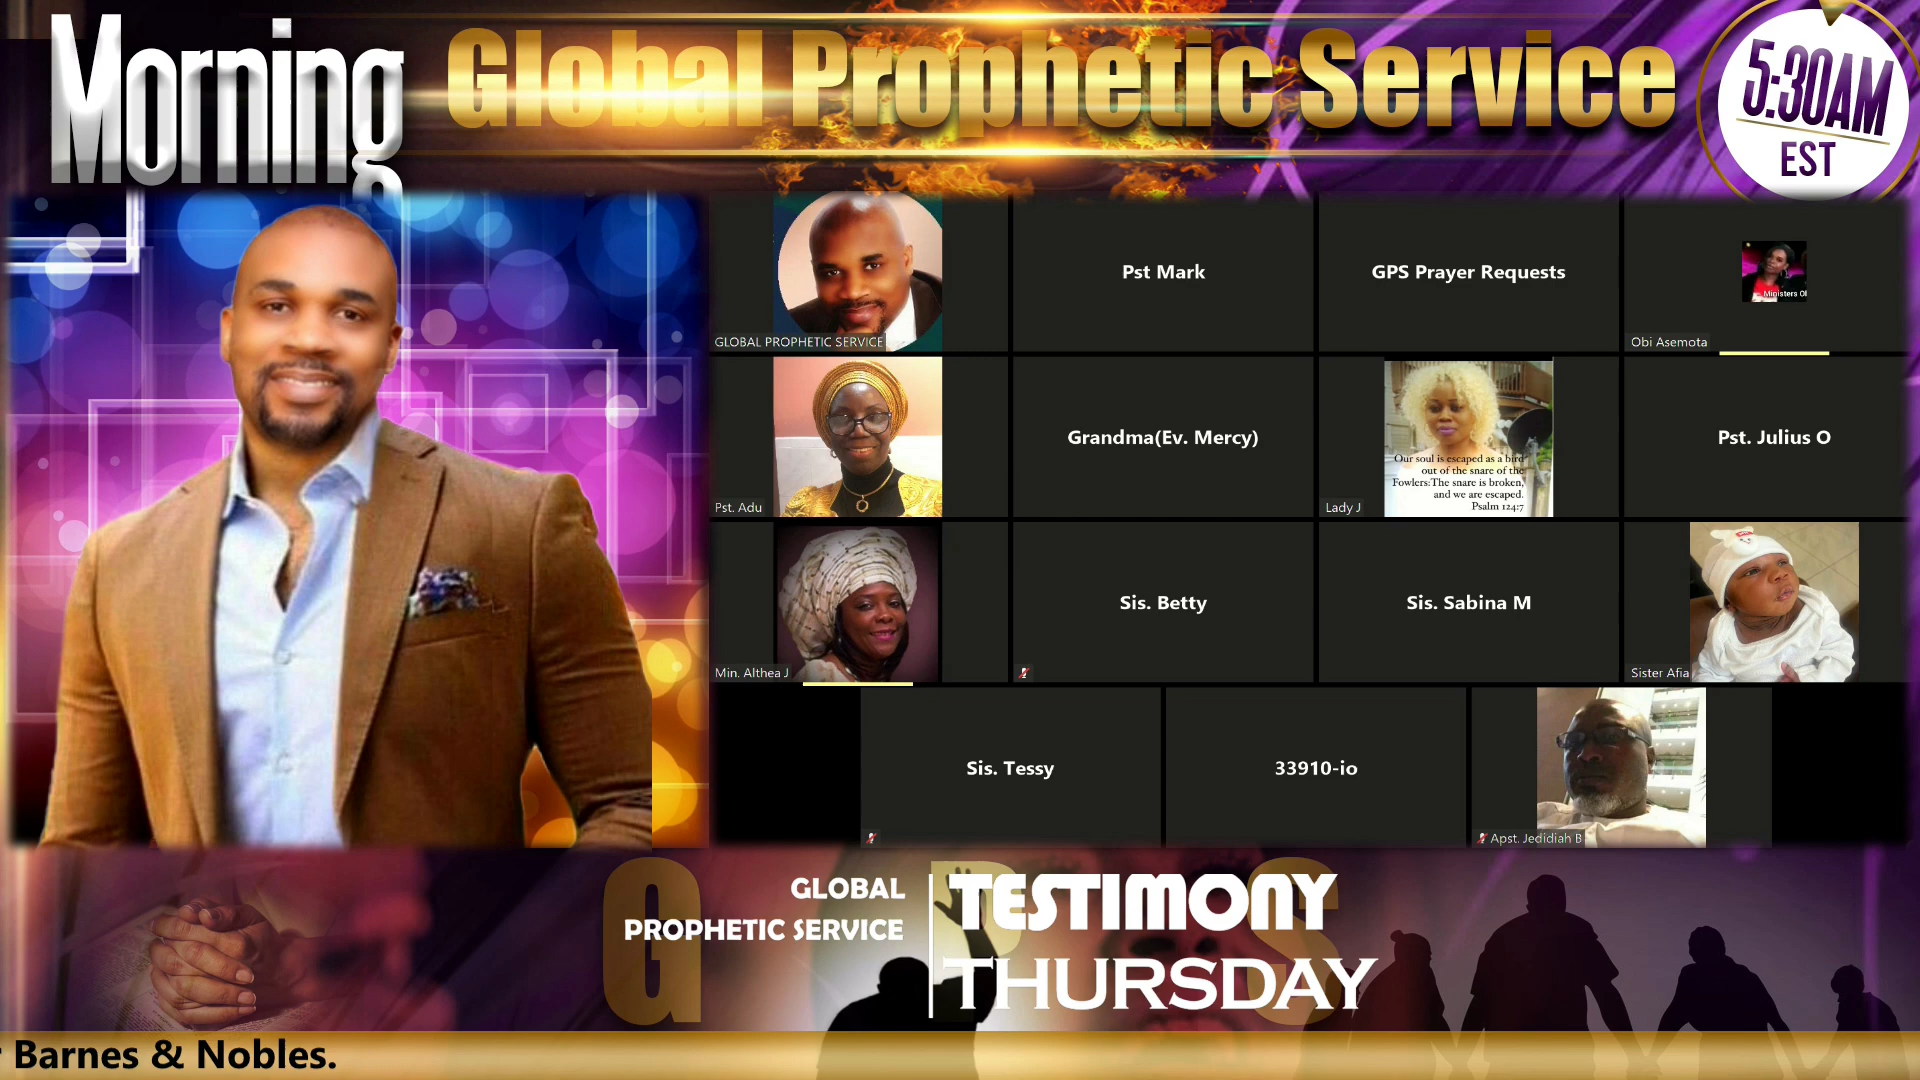 Morning
Global Prophetic Service
5:30AM
EST
GLOBAL PROPHETIC SERVICE
Pst Mark
GPS Prayer Requests
Ministers Of
Obi Asemota
Pst. Adu
Grandma(Ev. Mercy)
Our soul is escaped as a bird
out of the snare of the
Fowlers:The snare is broken,
and we are escaped.
Psalm 124:7
Lady J
Pst. Julius O
Min. Althea J
Sis. Betty
Sis. Sabina M
Sister Afia
Sis. Tessy
33910-io
Apst. Jedidiah B
GPS
GLOBAL
PROPHETIC SERVICE
TESTIMONY
THURSDAY
Barnes & Nobles.